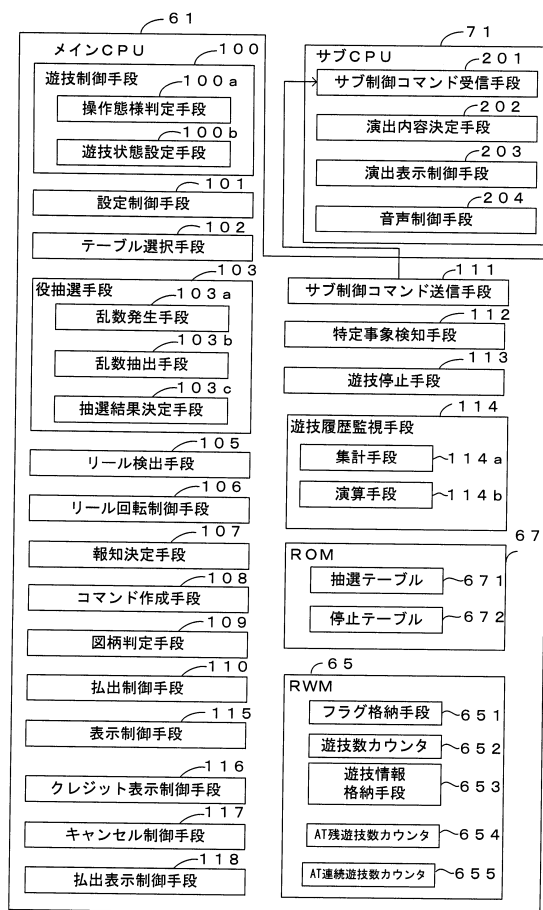 61
メインCPU
100
遊技制御手段
100a
操作態様判定手段
100b
遊技状態設定手段
101
設定制御手段
102
テーブル選択手段
103
役抽選手段
103a
乱数発生手段
103b
乱数抽出手段
103c
抽選結果決定手段
105
リール検出手段
106
リール回転制御手段
107
報知決定手段
108
コマンド作成手段
109
図柄判定手段
110
払出制御手段
115
表示制御手段
116
クレジット表示制御手段
117
キャンセル制御手段
118
払出表示制御手段
71
サブCPU
201
サブ制御コマンド受信手段
202
演出内容決定手段
203
演出表示制御手段
204
音声制御手段
111
サブ制御コマンド送信手段
112
特定事象検知手段
113
遊技停止手段
114
遊技履歴監視手段
集計手段 114a
演算手段 114b
67
ROM
抽選テーブル 671
停止テーブル 672
65
RWM
フラグ格納手段 651
遊技数カウンタ 652
遊技情報
格納手段 653
AT残遊技数カウンタ 654
AT連続遊技数カウンタ 655